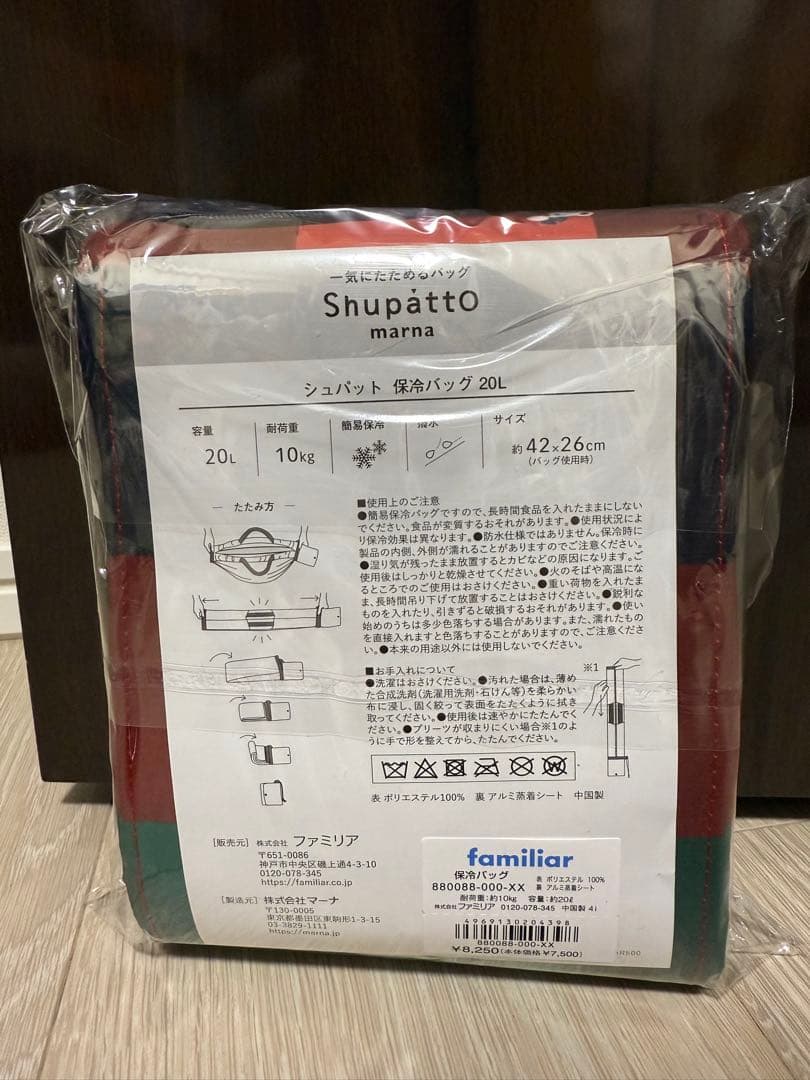 一気にたためるバッグ
Shupatto
marna
シュパット 保冷バッグ 20L
容量
20L
耐荷重
10kg
簡易保冷
撥水
サイズ
約 42×26cm
(バッグ使用時)
― たたみ方 ―
■使用上のご注意
●簡易保冷バッグですので、長時間食品を入れたままにしない
でください。食品が変質するおそれがあります。●使用状況によ
り保冷効果は異なります。●防水仕様ではありません。保冷時に
製品の内側、外側が濡れることがありますのでご注意ください。
●湿り気が残ったまま放置するとカビなどの原因になります。ご
使用後はしっかりと乾燥させてください。●火のそばや高温にな
るところでのご使用はおさけください。●重い荷物を入れたま
ま、長時間吊り下げて放置することはおさけください。●鋭利な
ものを入れたり、引きずると破損するおそれがあります。●使い
始めのうちは多少色落ちする場合があります。また、濡れたもの
を直接入れますと色落ちすることがありますので、ご注意くださ
い。●本来の用途以外には使用しないでください。
■お手入れについて
●洗濯はおさけください。●汚れた場合は、薄め
た合成洗剤(洗濯用洗剤・石けん等)を柔らかい
布に浸し、固く絞って表面をたたくように拭き
取ってください。●使用後は速やかにたたんでく
ださい。●プリーツが収まりにくい場合※1のよ
うに手で形を整えてから、たたんでください。
※1
表 ポリエステル100% 裏 アルミ蒸着シート 中国製
[販売元] 株式会社 ファミリア
〒651-0086
神戸市中央区磯上通4-3-10
0120-078-345
https://familiar.co.jp
[製造元] 株式会社 マーナ
〒130-0005
東京都墨田区東駒形1-3-15
03-3829-1111
https://marna.jp
familiar
保冷バッグ
880088-000-XX
表 ポリエステル 100%
裏 アルミ蒸着シート
耐荷重:約10kg 容量:約20ℓ
株式会社ファミリア 0120-078-345 中国製 4i
4969130204398
880088-000-XX
¥8,250(本体価格¥7,500)